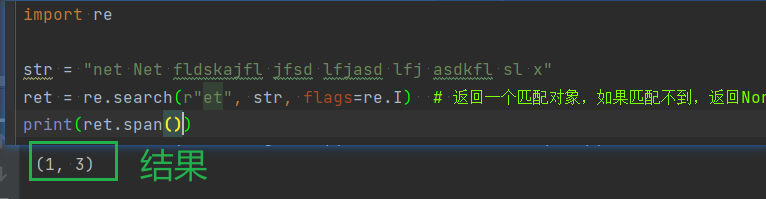 import re
str = "net Net fldskajfl jfsd lfjasd lfj asdkfl sl x"
ret = re.search(r"et", str, flags=re.I)  # 返回一个匹配对象，如果匹配不到，返回Non
print(ret.span())
(1, 3) 结果